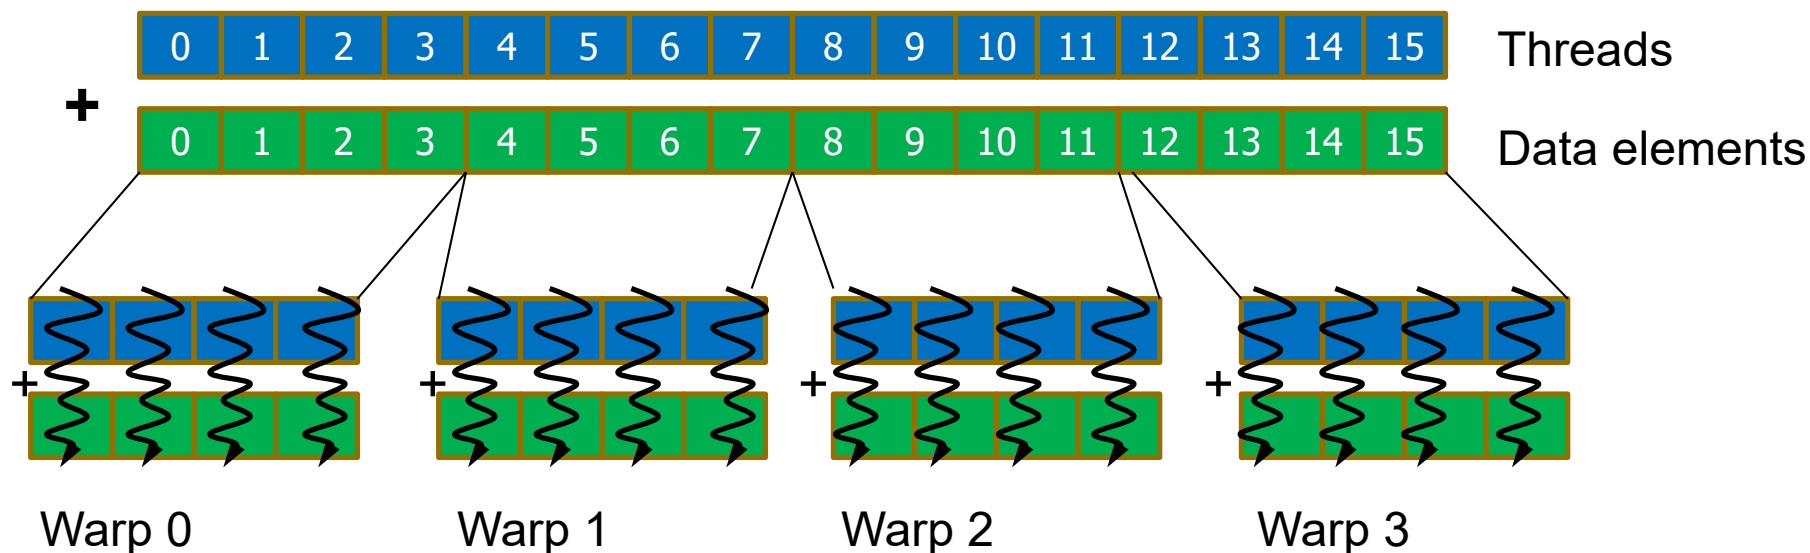 0 1 2 3 4 5 6 7 8 9 10 11 12 13 14 15 Threads
+
0 1 2 3 4 5 6 7 8 9 10 11 12 13 14 15 Data elements
+ + + +
Warp 0 Warp 1 Warp 2 Warp 3